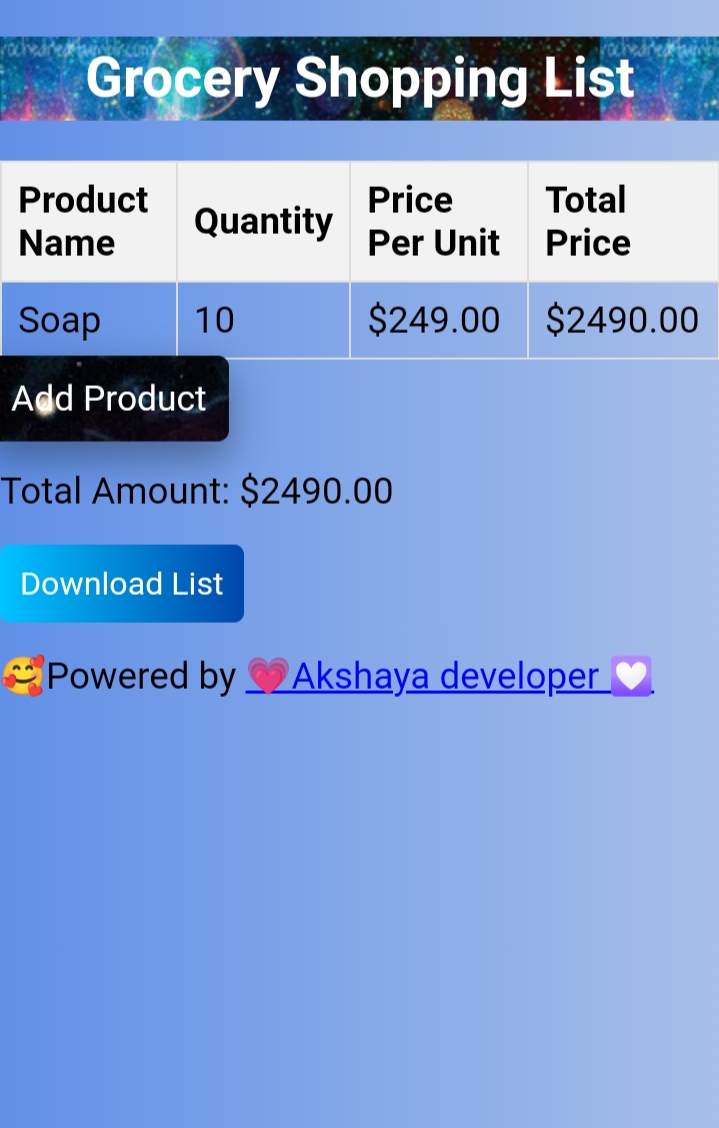 Grocery Shopping List
Product Name Quantity Price Per Unit Total Price
Soap 10 $249.00 $2490.00
Add Product
Total Amount: $2490.00
Download List
🥰Powered by 💗Akshaya developer 💟